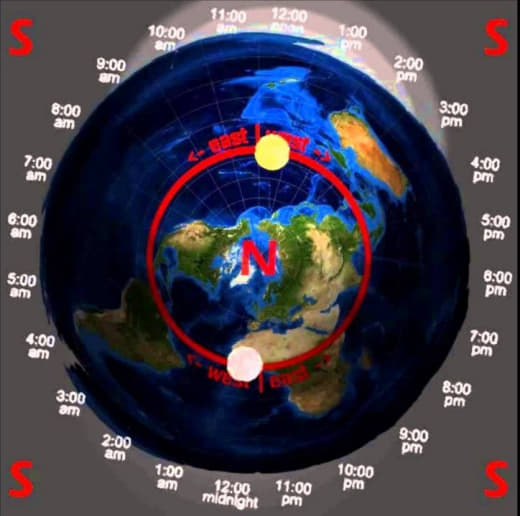 S
S
11:00
am
12:00
noon
10:00
am
1:00
pm
9:00
am
2:00
pm
8:00
am
3:00
pm
<- east | west ->
7:00
am
4:00
pm
6:00
am
5:00
pm
N
5:00
am
6:00
pm
4:00
am
7:00
pm
<- west | east ->
3:00
am
8:00
pm
2:00
am
9:00
pm
S
1:00
am
12:00
midnight
11:00
pm
10:00
pm
S